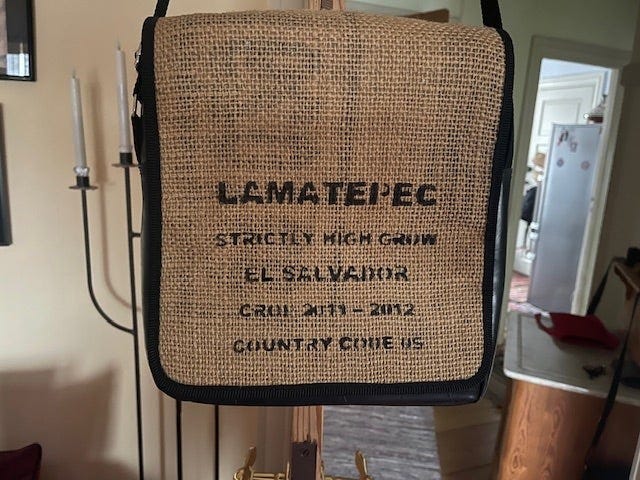 LAMATEPEC
STRICTLY HIGH GROW
EL SALVADOR
CROP 2011 - 2012
COUNTRY CODE 05